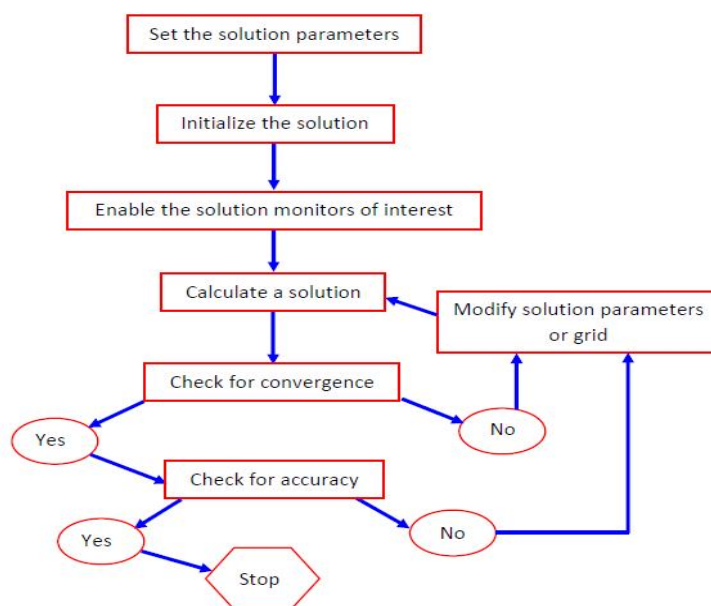 Set the solution parameters
Initialize the solution
Enable the solution monitors of interest
Calculate a solution
Modify solution parameters
or grid
Check for convergence
Yes
No
Check for accuracy
Yes
No
Stop